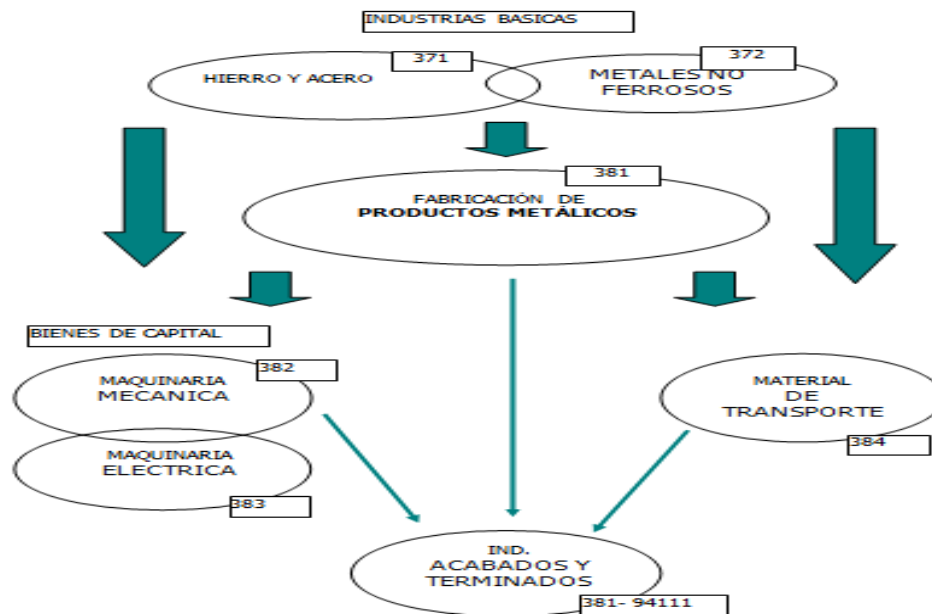 INDUSTRIAS BASICAS
371
HIERRO Y ACERO
372
METALES NO
FERROSOS
381
FABRICACIÓN DE
PRODUCTOS METÁLICOS
BIENES DE CAPITAL
382
MAQUINARIA
MECANICA
MAQUINARIA
ELECTRICA
383
MATERIAL
DE
TRANSPORTE
384
IND.
ACABADOS Y
TERMINADOS
381- 94111